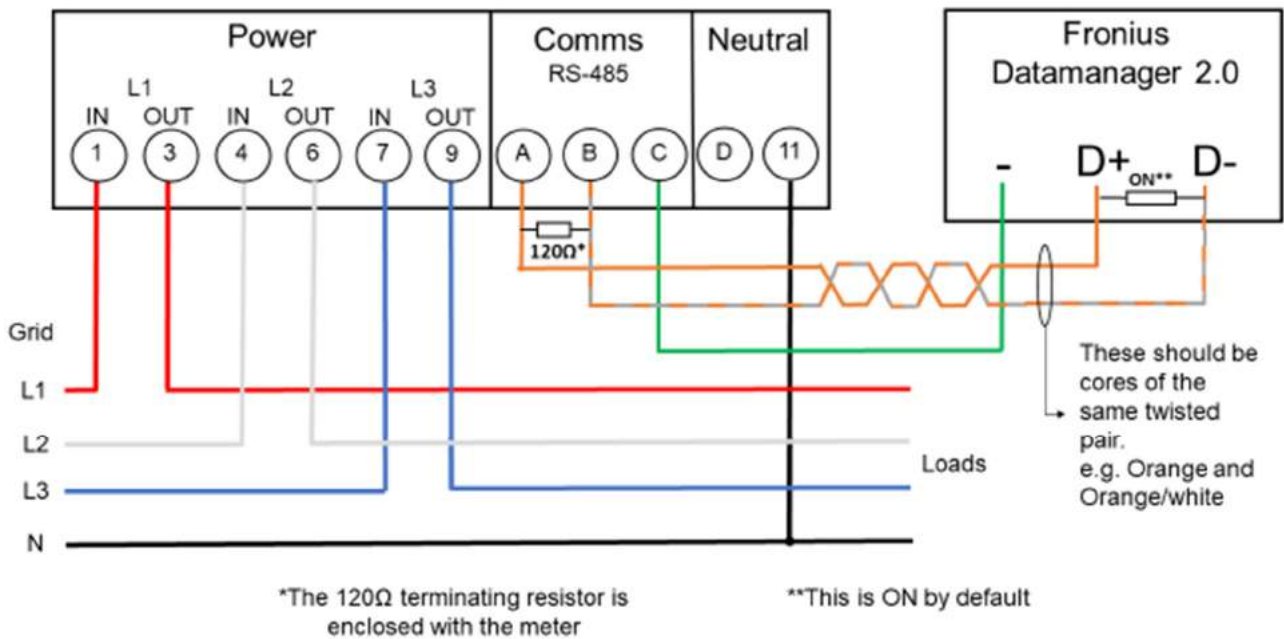 Power
Comms
RS-485
Neutral
Fronius
Datamanager 2.0
L1 L2 L3
IN OUT IN OUT IN OUT
1 3 4 6 7 9 A B C D 11
- D+ D-
ON**
120Ω*
Grid
L1
L2
L3
N
Loads
These should be
cores of the
same twisted
pair.
e.g. Orange and
Orange/white
*The 120Ω terminating resistor is
enclosed with the meter
**This is ON by default